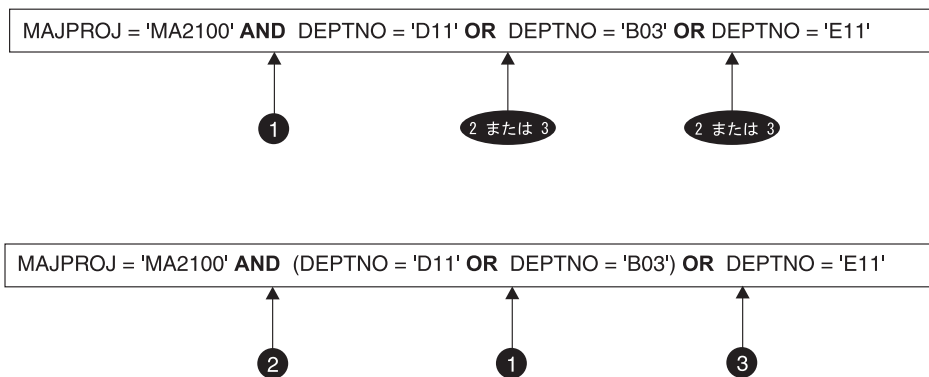 MAJPROJ = 'MA2100' AND DEPTNO = 'D11' OR DEPTNO = 'B03' OR DEPTNO = 'E11'
1 2 または 3 2 または 3
MAJPROJ = 'MA2100' AND (DEPTNO = 'D11' OR DEPTNO = 'B03') OR DEPTNO = 'E11'
2 1 3